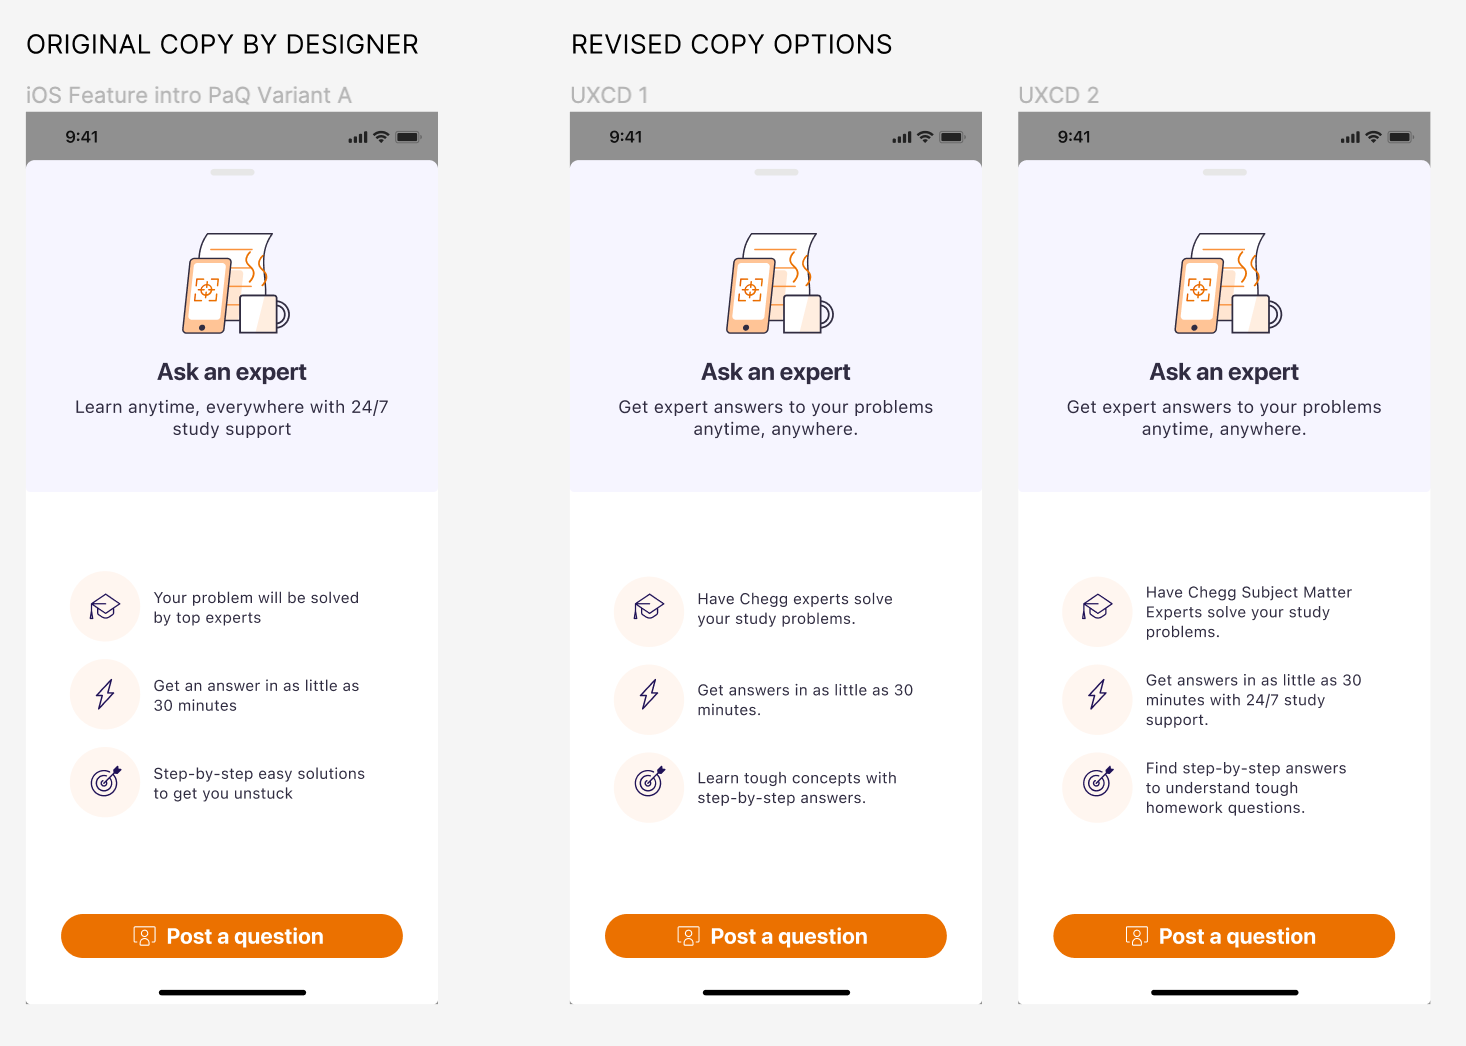 ORIGINAL COPY BY DESIGNER
iOS Feature intro PaQ Variant A
9:41
Ask an expert
Learn anytime, everywhere with 24/7
study support
Your problem will be solved
by top experts
Get an answer in as little as
30 minutes
Step-by-step easy solutions
to get you unstuck
Post a question
REVISED COPY OPTIONS
UXCD 1
9:41
Ask an expert
Get expert answers to your problems
anytime, anywhere.
Have Chegg experts solve
your study problems.
Get answers in as little as 30
minutes.
Learn tough concepts with
step-by-step answers.
Post a question
UXCD 2
9:41
Ask an expert
Get expert answers to your problems
anytime, anywhere.
Have Chegg Subject Matter
Experts solve your study
problems.
Get answers in as little as 30
minutes with 24/7 study
support.
Find step-by-step answers
to understand tough
homework questions.
Post a question